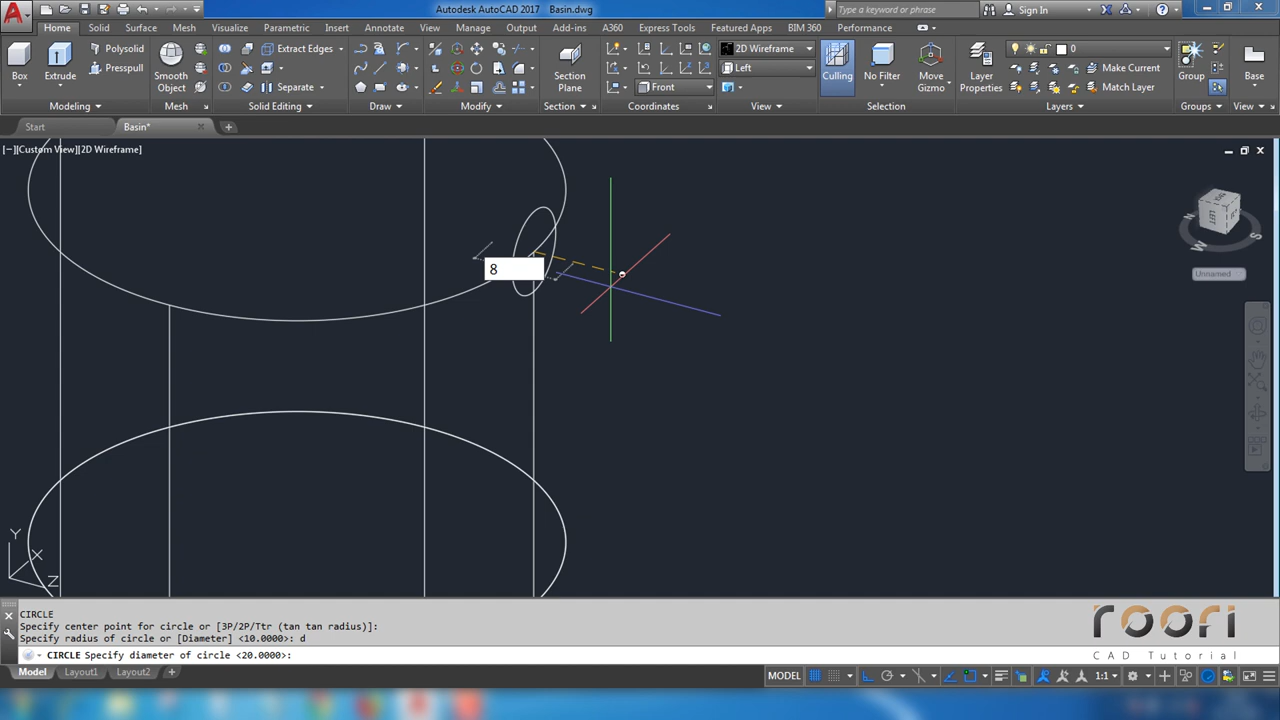 Autodesk AutoCAD 2017 Basin.dwg
Type a keyword or phrase
Sign In
Home Solid Surface Mesh Visualize Parametric Insert Annotate View Manage Output Add-ins A360 Express Tools Featured Apps BIM 360 Performance
Box
Extrude
Polysolid
Presspull
Smooth
Object
Extrude Edges
Separate
Section
Plane
2D Wireframe
Left
Front
Culling
No Filter
Move
Gizmo
Layer
Properties
0
Make Current
Match Layer
Group
Base
Modeling Mesh Solid Editing Draw Modify Section Coordinates View Selection Layers Groups View
Start Basin*
[–][Custom View][2D Wireframe]
N
S
W
LEFT
Unnamed
8
Y
X
Z
CIRCLE
Specify center point for circle or [3P/2P/Ttr (tan tan radius)]:
Specify radius of circle or [Diameter] <10.0000>: d
CIRCLE Specify diameter of circle <20.0000>:
roori
CAD Tutorial
Model Layout1 Layout2
MODEL
1:1